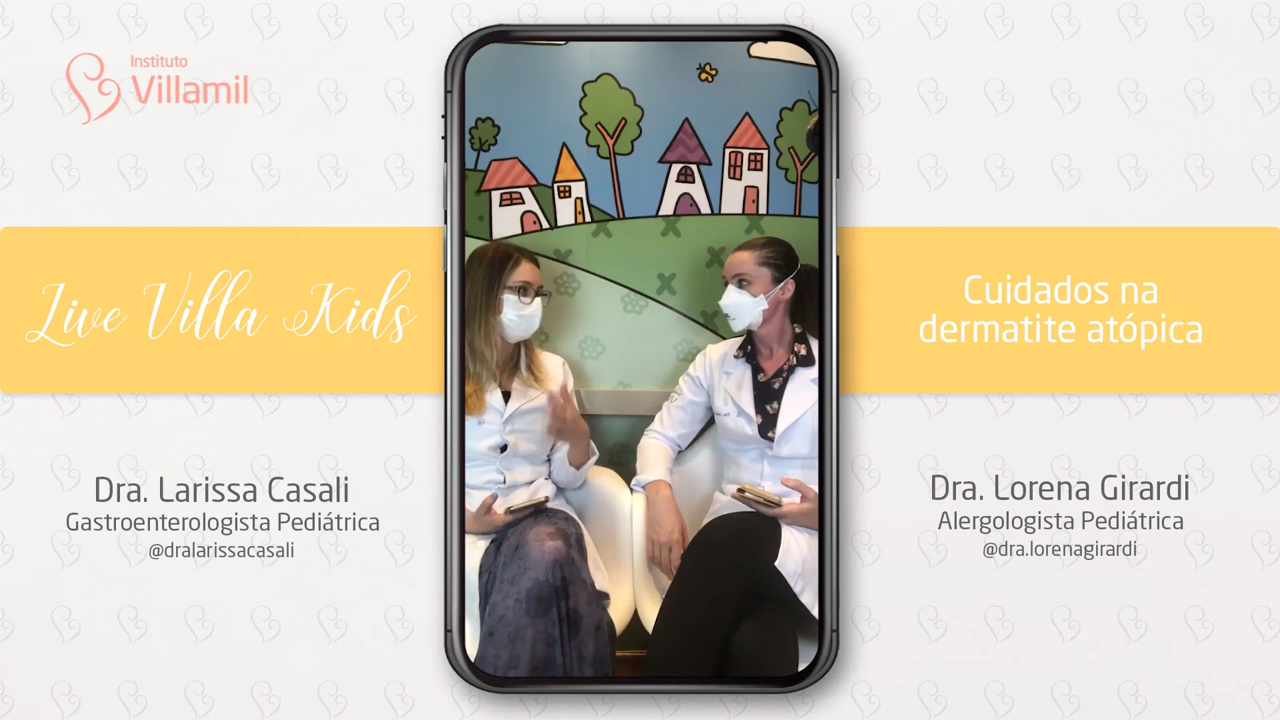 Instituto
Villamil
Live Villa Kids
Cuidados na
dermatite atópica
Dra. Larissa Casali
Gastroenterologista Pediátrica
@dralarissacasali
Dra. Lorena Girardi
Alergologista Pediátrica
@dra.lorenagirardi